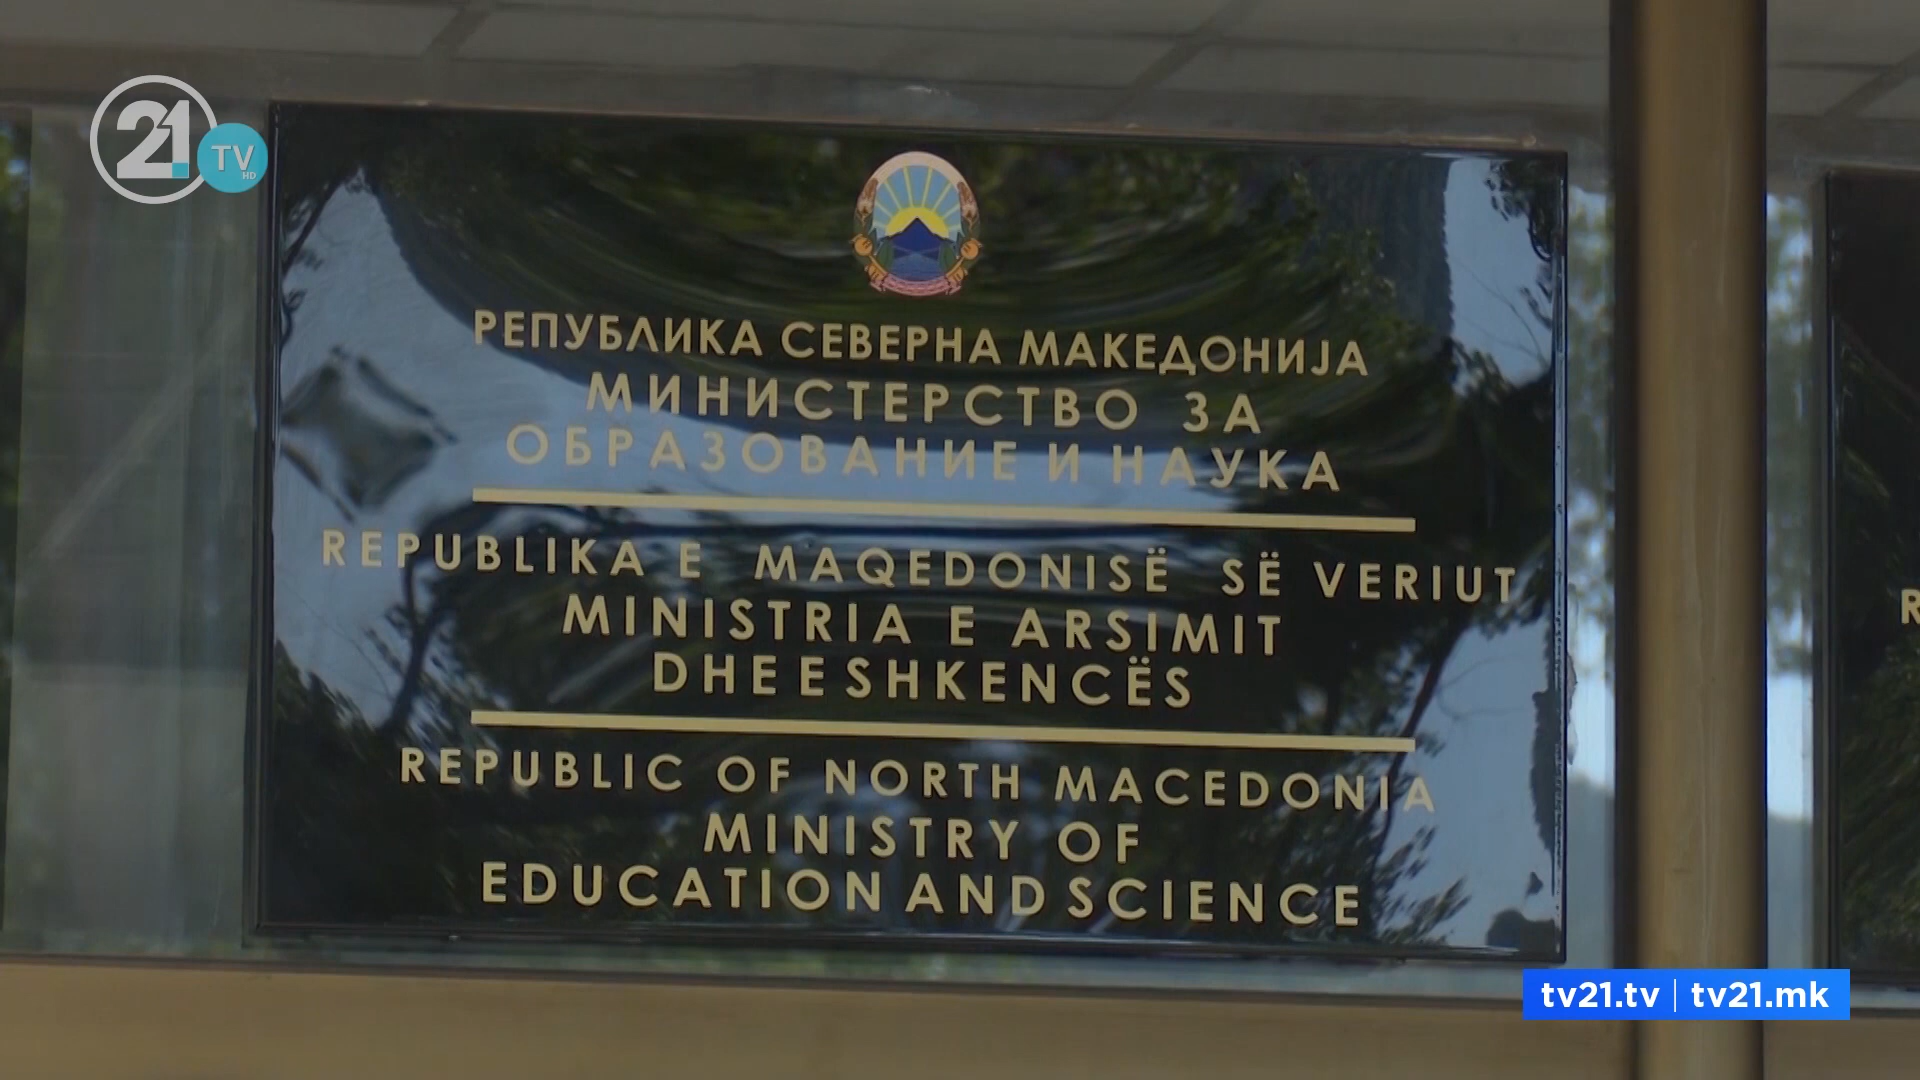 21 TV HD
РЕПУБЛИКА СЕВЕРНА МАКЕДОНИЈА
МИНИСТЕРСТВО ЗА
ОБРАЗОВАНИЕ И НАУКА
REPUBLIKA E MAQEDONISË SË VERIUT
MINISTRIA E ARSIMIT
DHE E SHKENCËS
REPUBLIC OF NORTH MACEDONIA
MINISTRY OF
EDUCATION AND SCIENCE
R
tv21.tv | tv21.mk